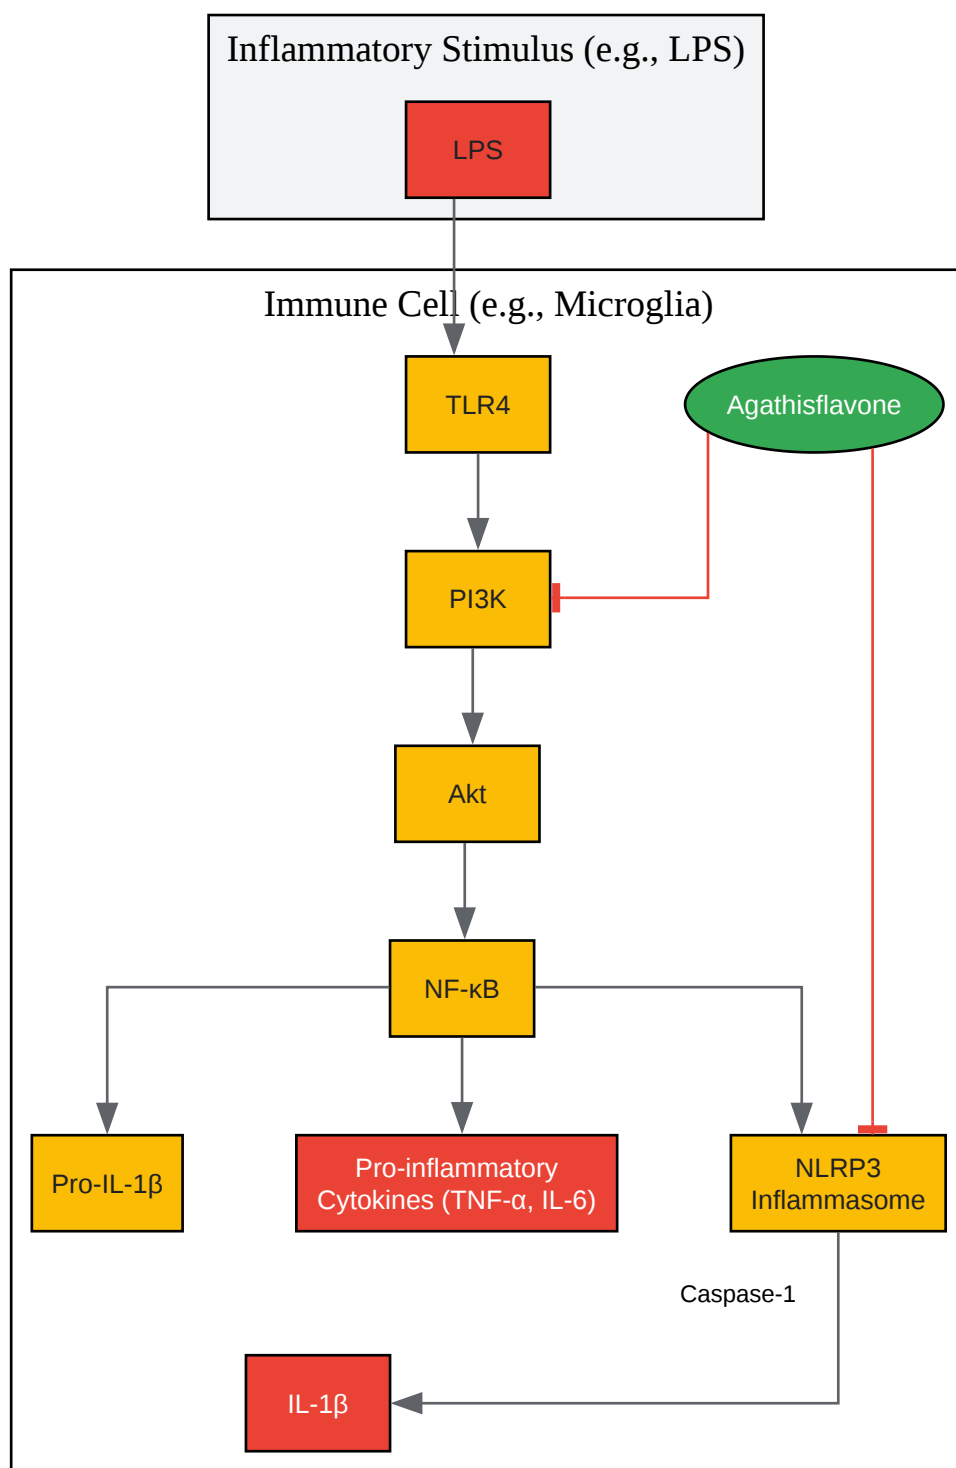 Inflammatory Stimulus (e.g., LPS)
LPS
Immune Cell (e.g., Microglia)
TLR4
Agathisflavone
PI3K
Akt
NF-κB
Pro-IL-1β
Pro-inflammatory
Cytokines (TNF-α, IL-6)
NLRP3
Inflammasome
Caspase-1
IL-1β